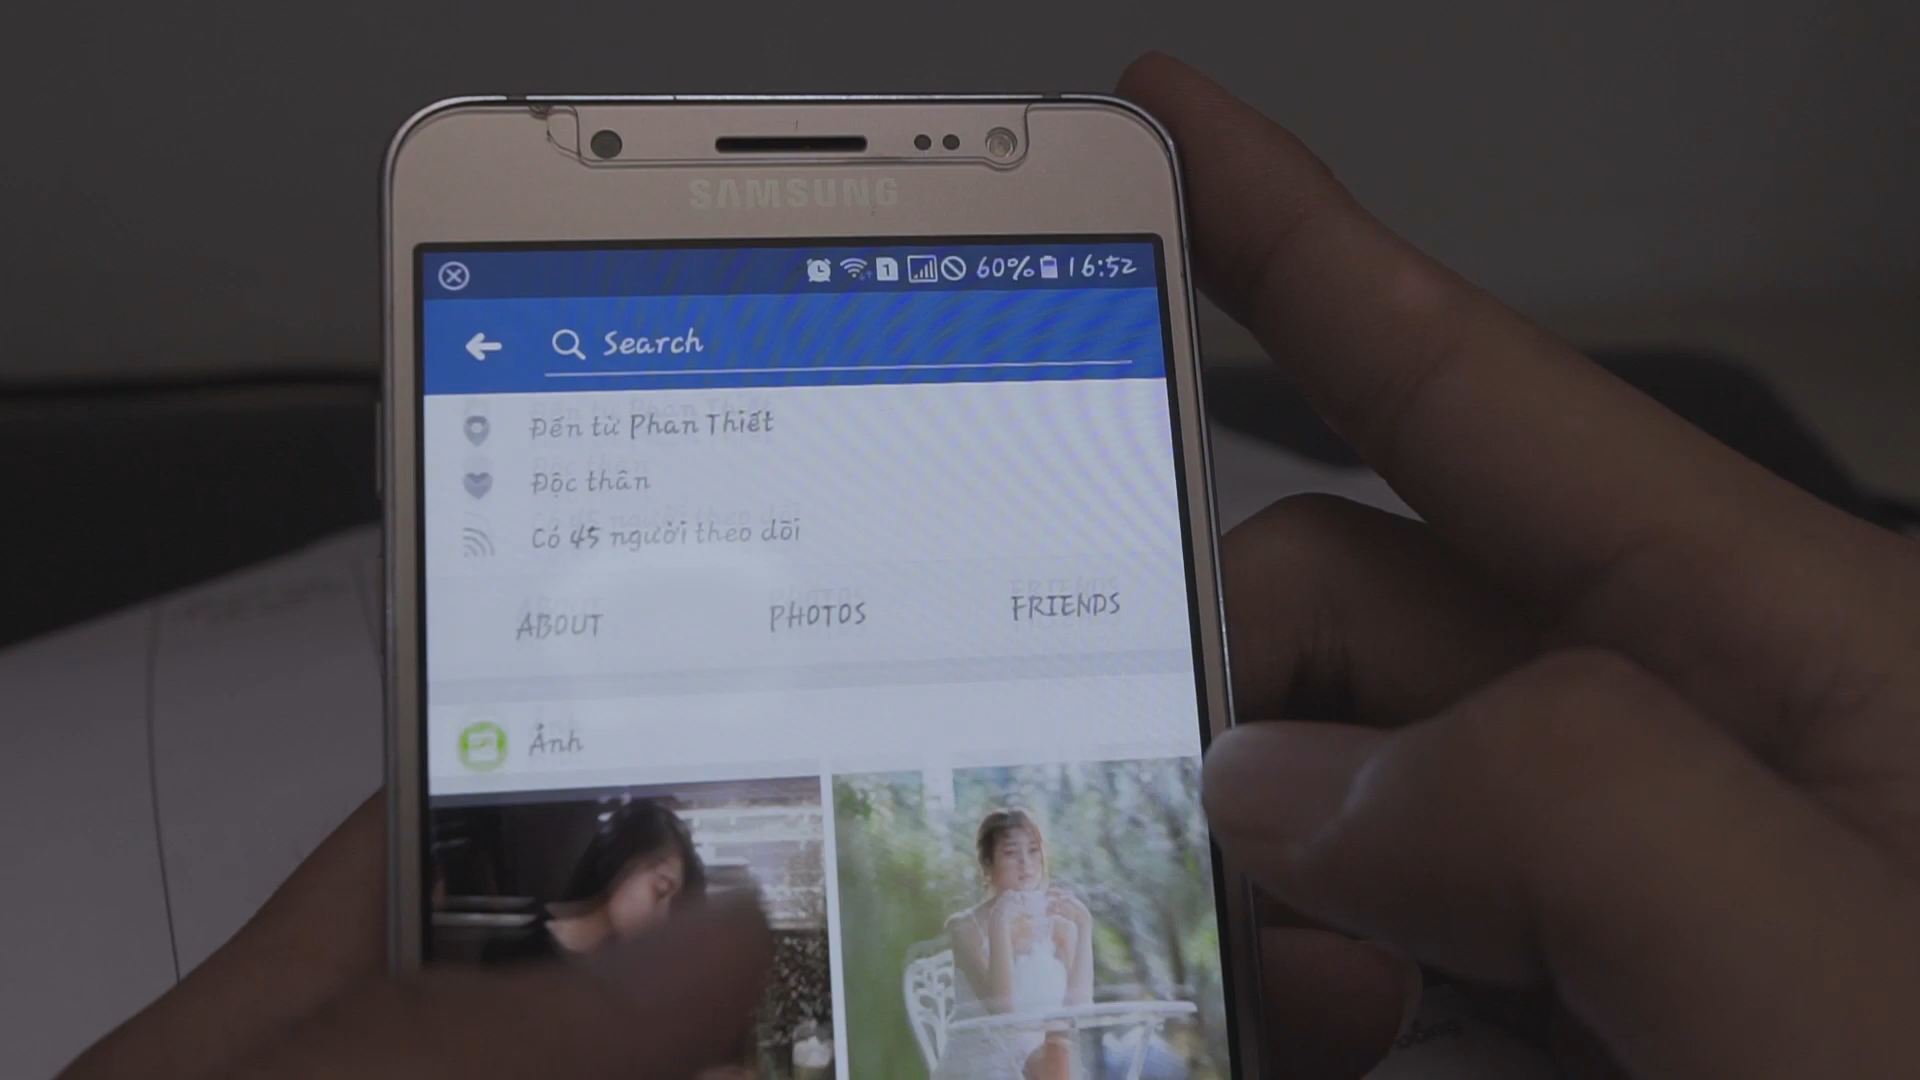 SAMSUNG
1 60% 16:52
Search
Đến từ Phan Thiết
Độc thân
Có 45 người theo dõi
ABOUT PHOTOS FRIENDS
Ảnh